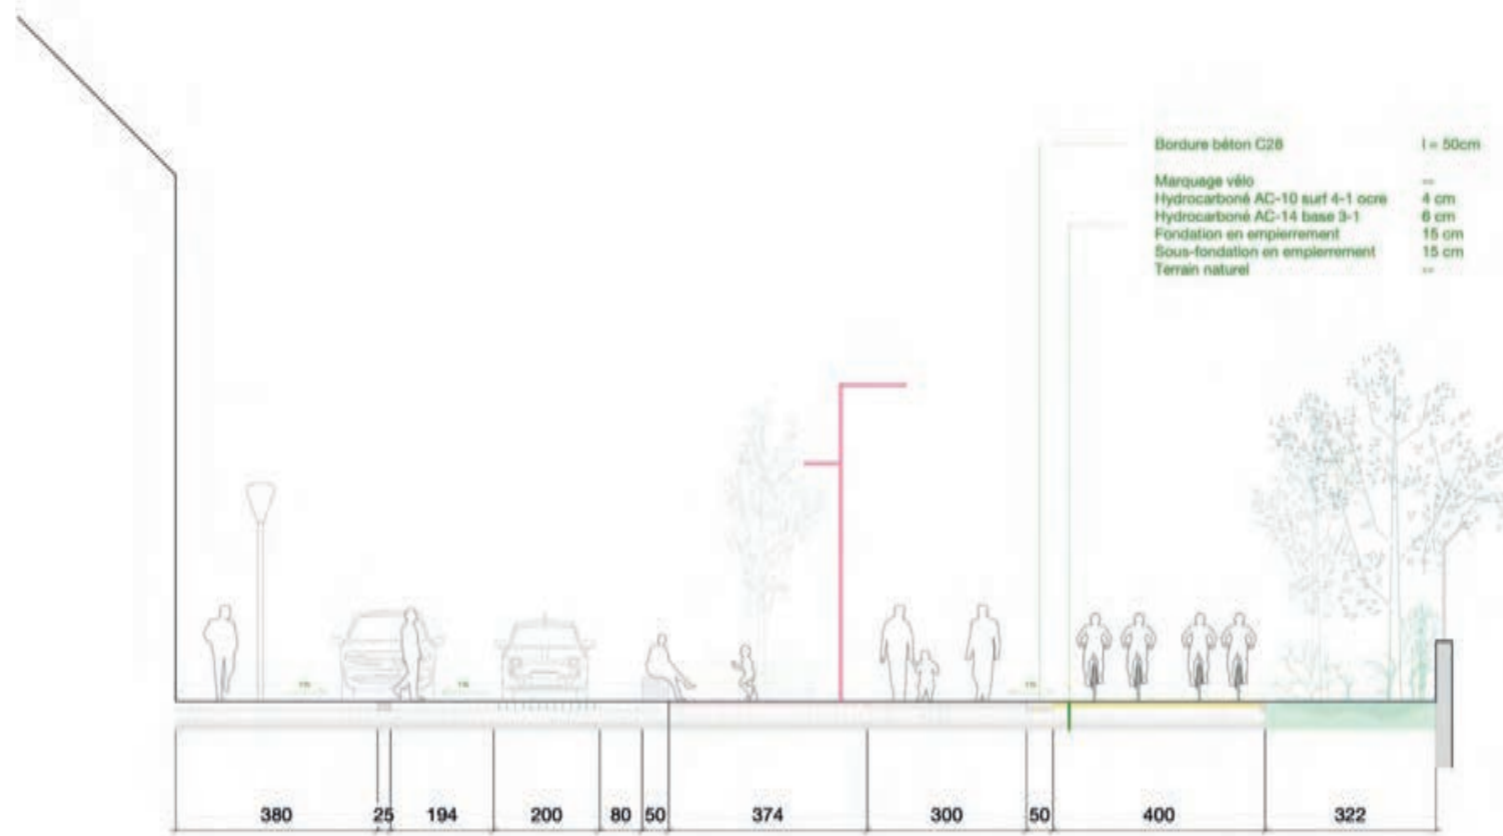 Bordure béton C28 l = 50cm
Marquage vélo --
Hydrocarboné AC-10 surf 4-1 ocre 4 cm
Hydrocarboné AC-14 base 3-1 6 cm
Fondation en empierrement 15 cm
Sous-fondation en empierrement 15 cm
Terrain naturel --
380 25 194 200 80 50 374 300 50 400 322